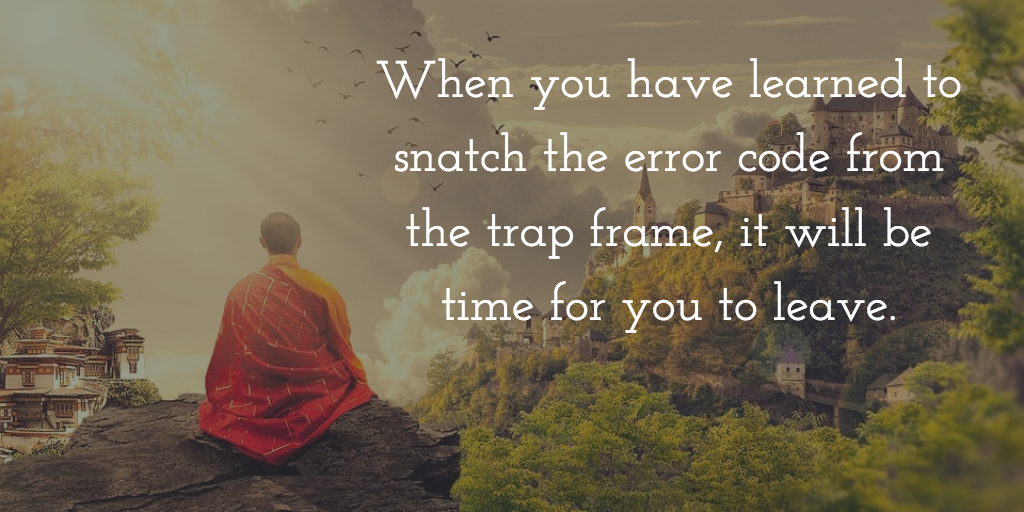 When you have learned to
snatch the error code from
the trap frame, it will be
time for you to leave.